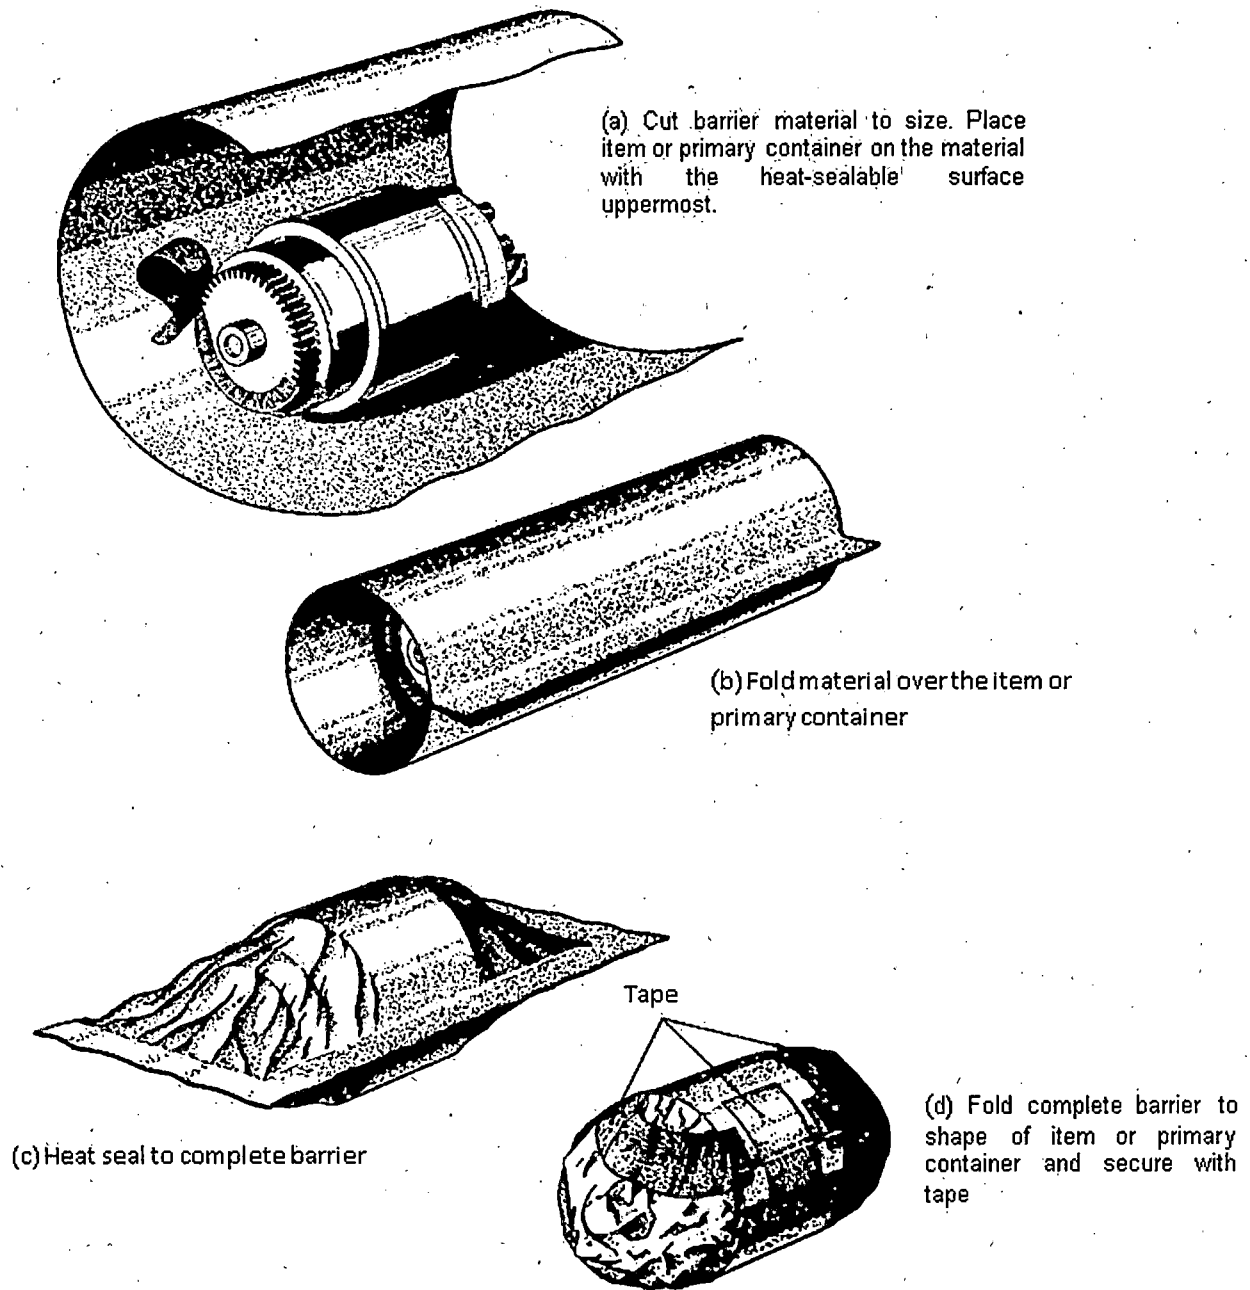 (a) Cut barrier material to size. Place
item or primary container on the material
with the heat-sealable surface
uppermost.
(b) Fold material over the item or
primary container
(c) Heat seal to complete barrier
Tape
(d) Fold complete barrier to
shape of item or primary
container and secure with
tape